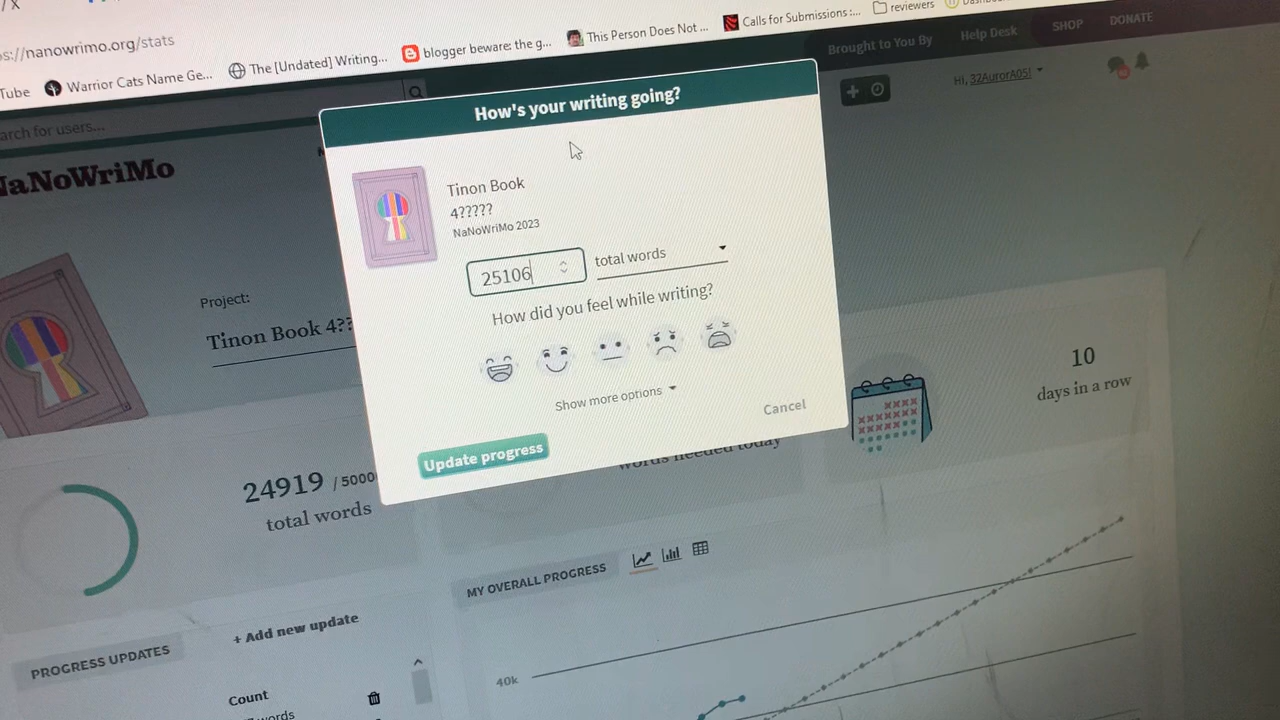 s://nanowrimo.org/stats
Tube
Warrior Cats Name Ge...
The [Undated] Writing...
blogger beware: the g...
This Person Does Not ...
Calls for Submissions :...
reviewers
Brought to You By
Help Desk
SHOP
DONATE
arch for users...
Hi, 32AurorA05!
NaNoWriMo
How's your writing going?
Tinon Book
4?????
NaNoWriMo 2023
25106
total words
How did you feel while writing?
Show more options
Cancel
Update progress
Project:
Tinon Book 4??
10
days in a row
24919 / 5000
total words
words needed today
MY OVERALL PROGRESS
40k
+ Add new update
PROGRESS UPDATES
Count
words